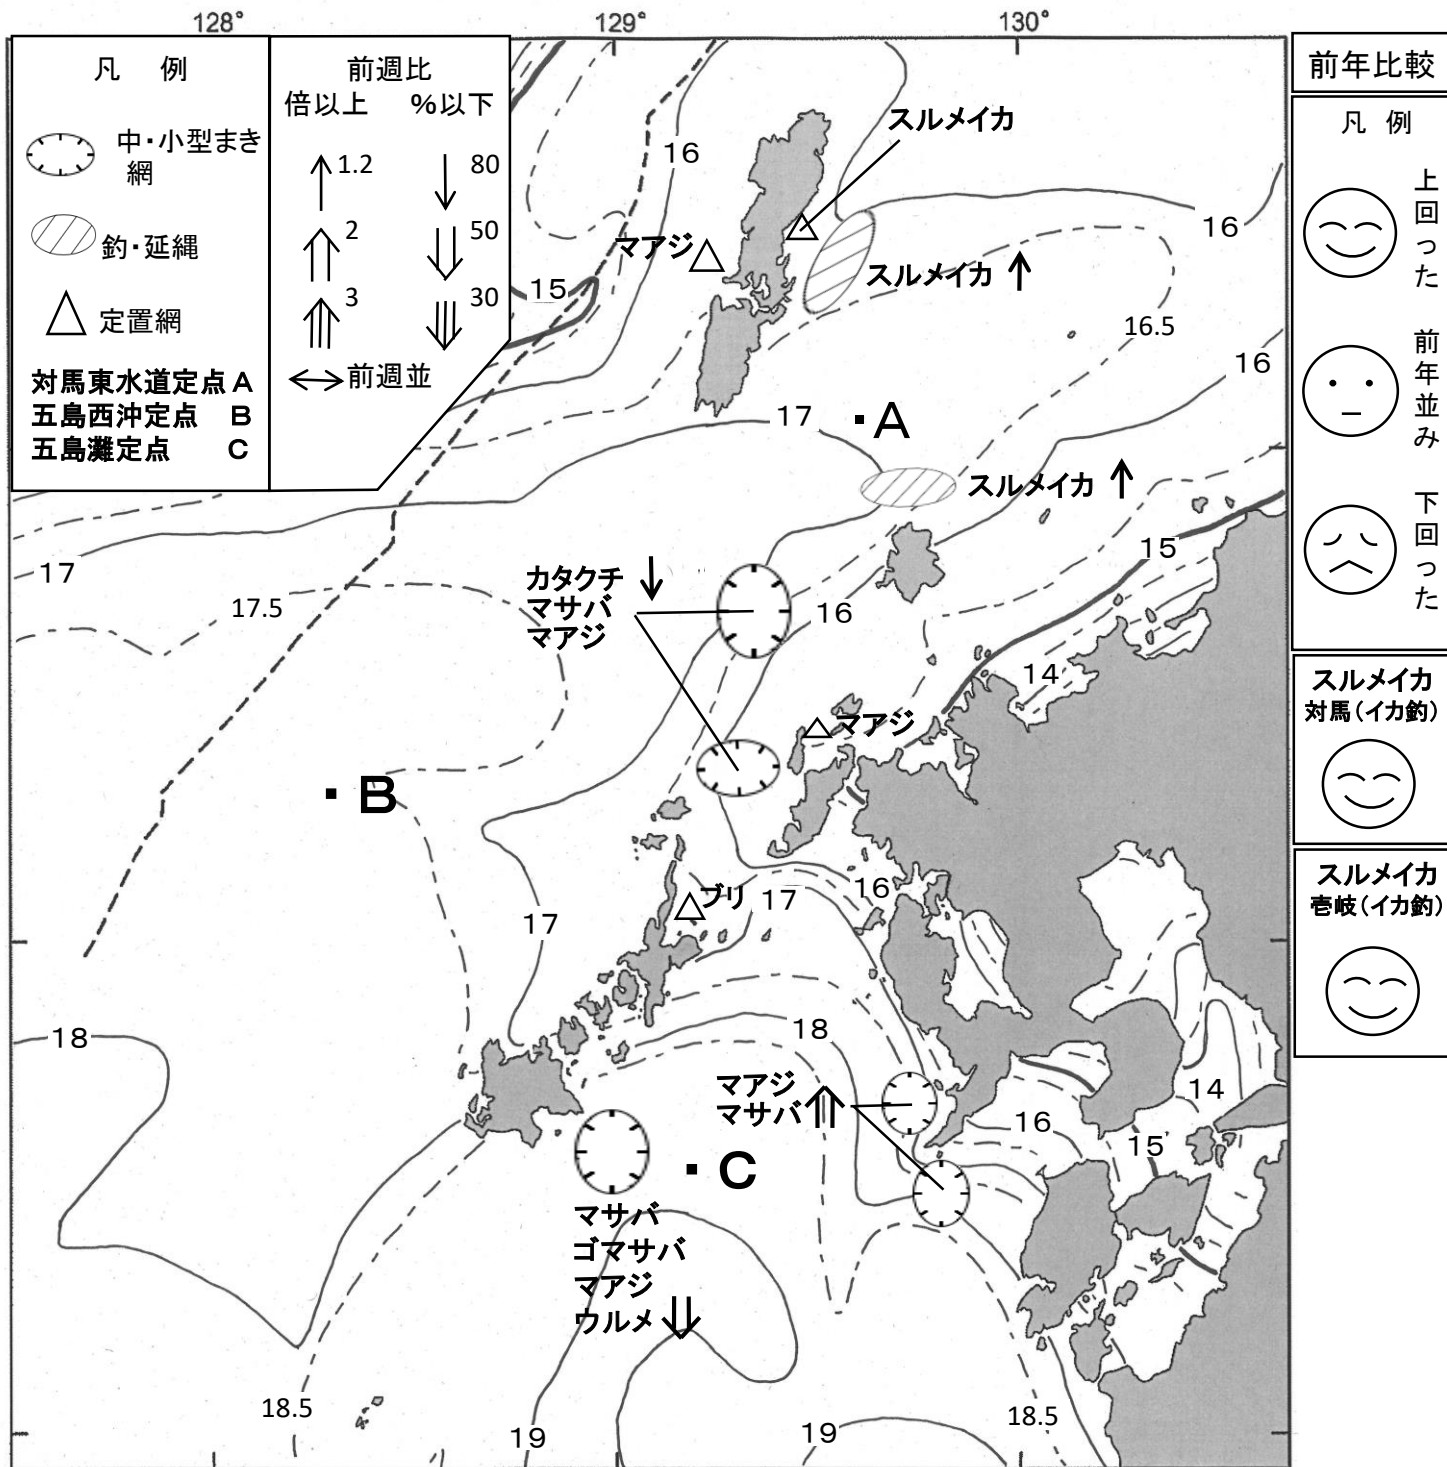 128°
129°
130°
凡 例
中・小型まき
網
釣・延縄
定置網
対馬東水道定点 A
五島西沖定点 B
五島灘定点 C
前週比
倍以上 %以下
1.2 80
2 50
3 30
前週並
前年比較
凡 例
上回った
前年並み
下回った
スルメイカ
対馬(イカ釣)
スルメイカ
壱岐(イカ釣)
スルメイカ
16
マアジ
16
スルメイカ
15
16.5
16
17
・A
スルメイカ
15
17
カタクチ
マサバ
マアジ
17.5
16
14
マアジ
・B
ブリ
17
16
17
18
18
マアジ
マサバ
14
16
15
・C
マサバ
ゴマサバ
マアジ
ウルメ
18.5
18.5
19
19